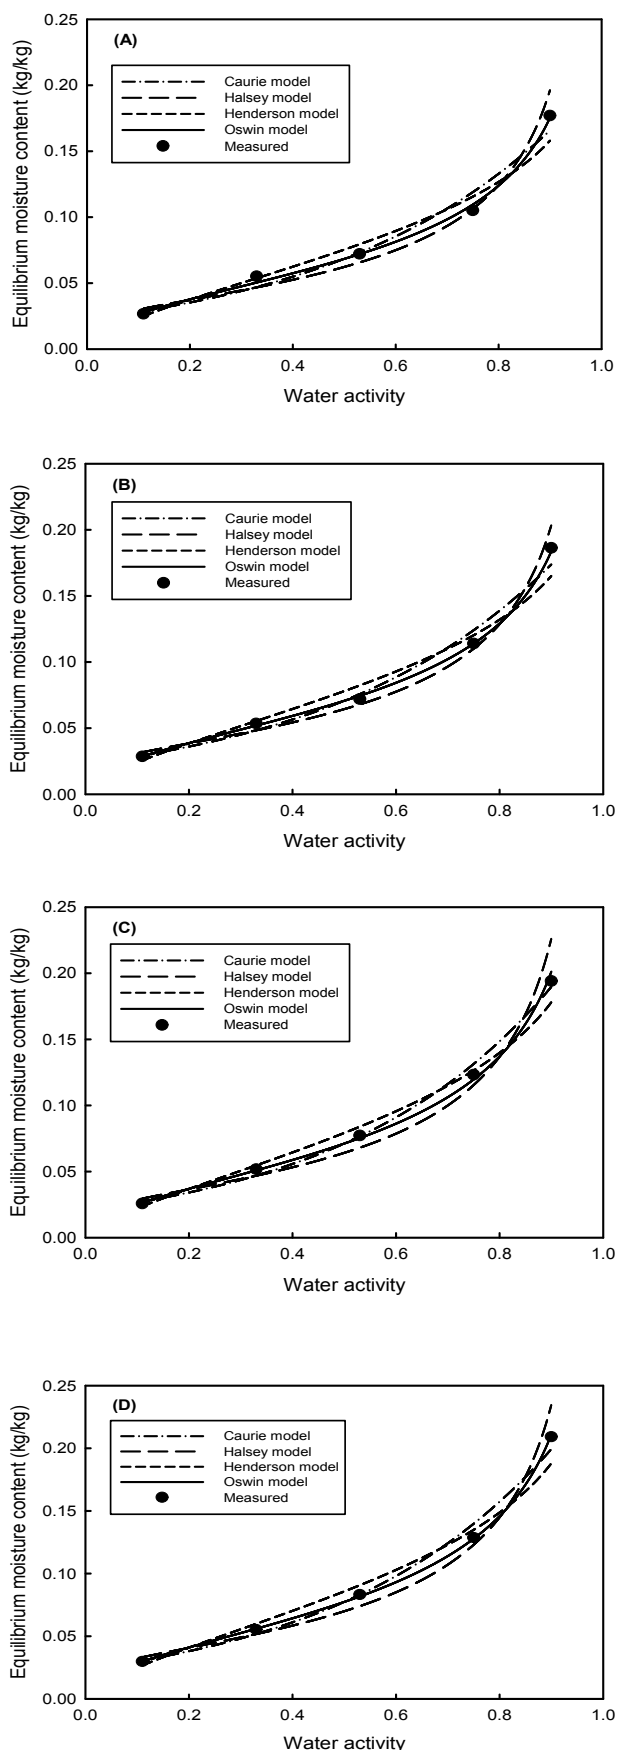 (A)
Equilibrium moisture content (kg/kg)
0.25
0.20
0.15
0.10
0.05
0.00
Caurie model
Halsey model
Henderson model
Oswin model
Measured
0.0 0.2 0.4 0.6 0.8 1.0
Water activity
(B)
Equilibrium moisture content (kg/kg)
0.25
0.20
0.15
0.10
0.05
0.00
Caurie model
Halsey model
Henderson model
Oswin model
Measured
0.0 0.2 0.4 0.6 0.8 1.0
Water activity
(C)
Equilibrium moisture content (kg/kg)
0.25
0.20
0.15
0.10
0.05
0.00
Caurie model
Halsey model
Henderson model
Oswin model
Measured
0.0 0.2 0.4 0.6 0.8 1.0
Water activity
(D)
Equilibrium moisture content (kg/kg)
0.25
0.20
0.15
0.10
0.05
0.00
Caurie model
Halsey model
Henderson model
Oswin model
Measured
0.0 0.2 0.4 0.6 0.8 1.0
Water activity